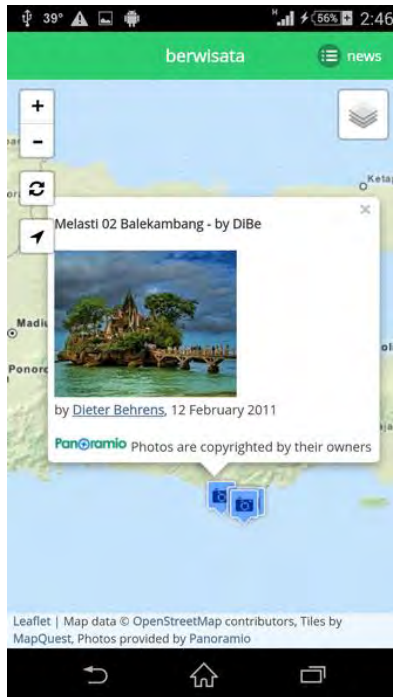 39° H 56% 2:46
berwisata news
+
-
Ketap
Melasti 02 Balekambang - by DiBe
×
Madiu
Ponoro
by Dieter Behrens, 12 February 2011
Panoramio Photos are copyrighted by their owners
Leaflet | Map data © OpenStreetMap contributors, Tiles by
MapQuest, Photos provided by Panoramio